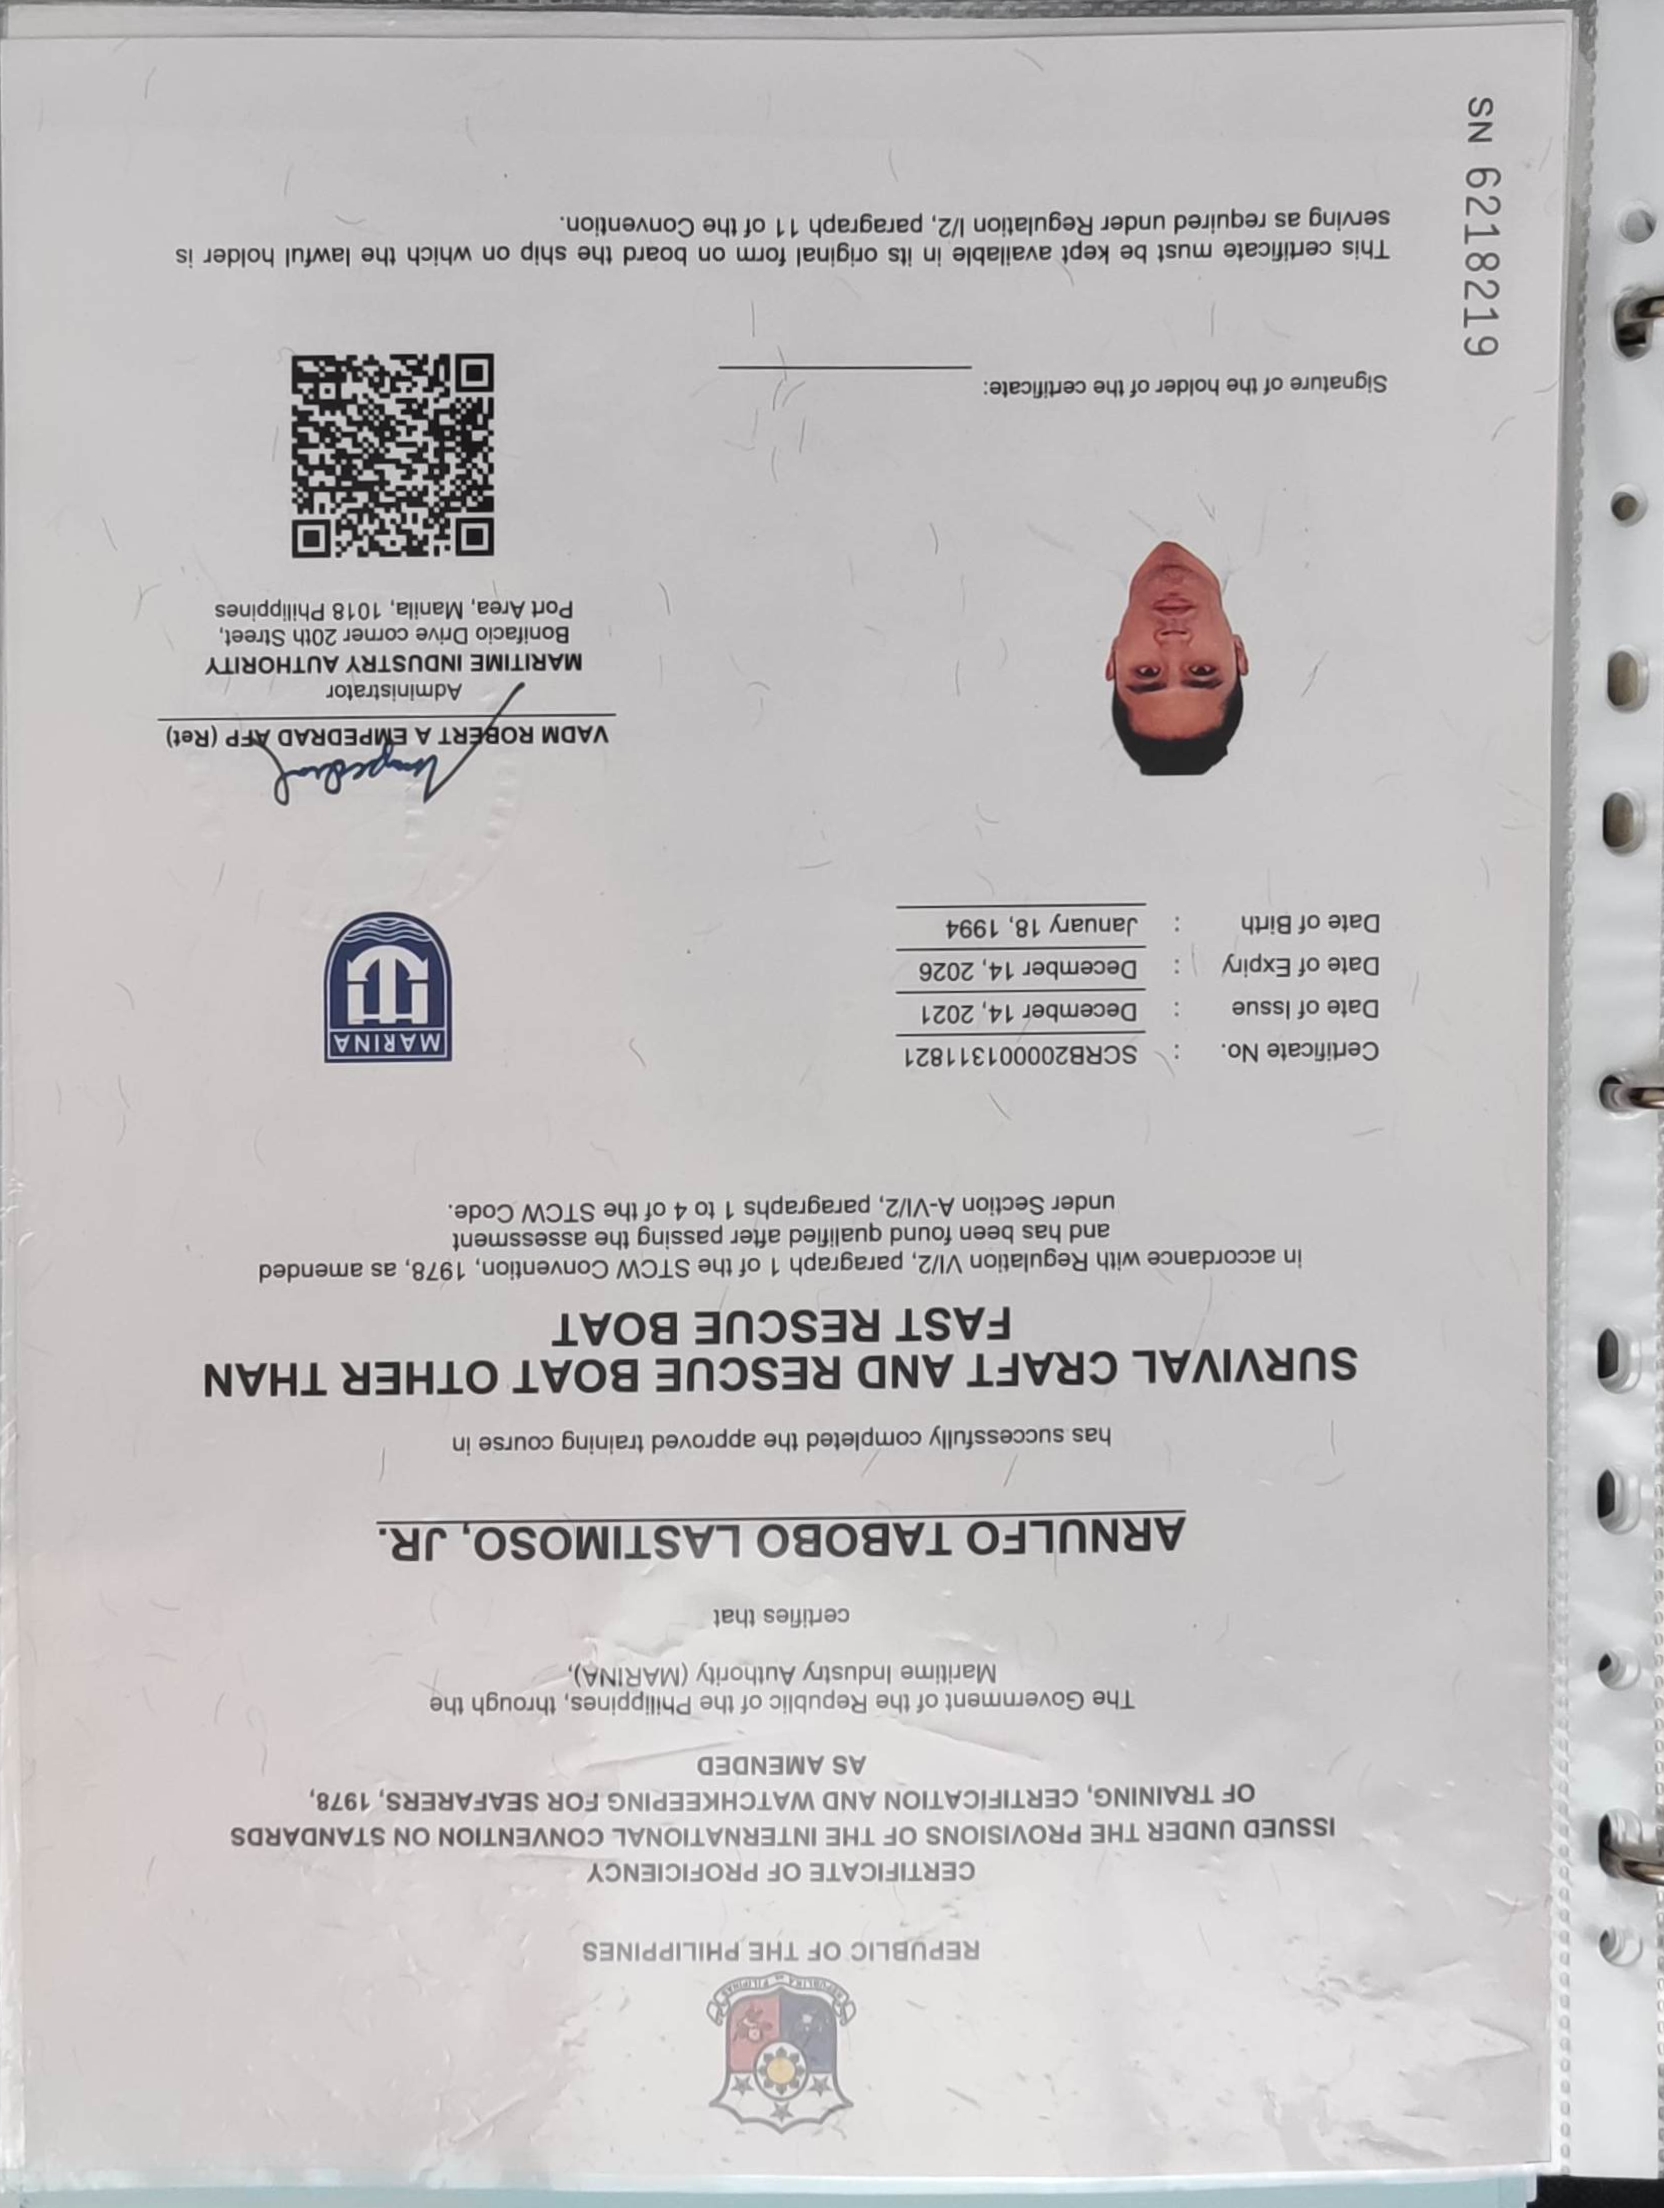 REPUBLIKA NG PILIPINAS
REPUBLIC OF THE PHILIPPINES
CERTIFICATE OF PROFICIENCY
ISSUED UNDER THE PROVISIONS OF THE INTERNATIONAL CONVENTION ON STANDARDS
OF TRAINING, CERTIFICATION AND WATCHKEEPING FOR SEAFARERS, 1978,
AS AMENDED
The Government of the Republic of the Philippines, through the
Maritime Industry Authority (MARINA),
certifies that
ARNULFO TABOBO LASTIMOSO, JR.
has successfully completed the approved training course in
SURVIVAL CRAFT AND RESCUE BOAT OTHER THAN
FAST RESCUE BOAT
in accordance with Regulation VI/2, paragraph 1 of the STCW Convention, 1978, as amended
and has been found qualified after passing the assessment
under Section A-VI/2, paragraphs 1 to 4 of the STCW Code.
Certificate No. : SCRB200001311821
Date of Issue : December 14, 2021
Date of Expiry : December 14, 2026
Date of Birth : January 18, 1994
MARINA
VADM ROBERT A EMPEDRAD AFP (Ret)
Administrator
MARITIME INDUSTRY AUTHORITY
Bonifacio Drive corner 20th Street,
Port Area, Manila, 1018 Philippines
Signature of the holder of the certificate:
This certificate must be kept available in its original form on board the ship on which the lawful holder is
serving as required under Regulation I/2, paragraph 11 of the Convention.
SN 6218219